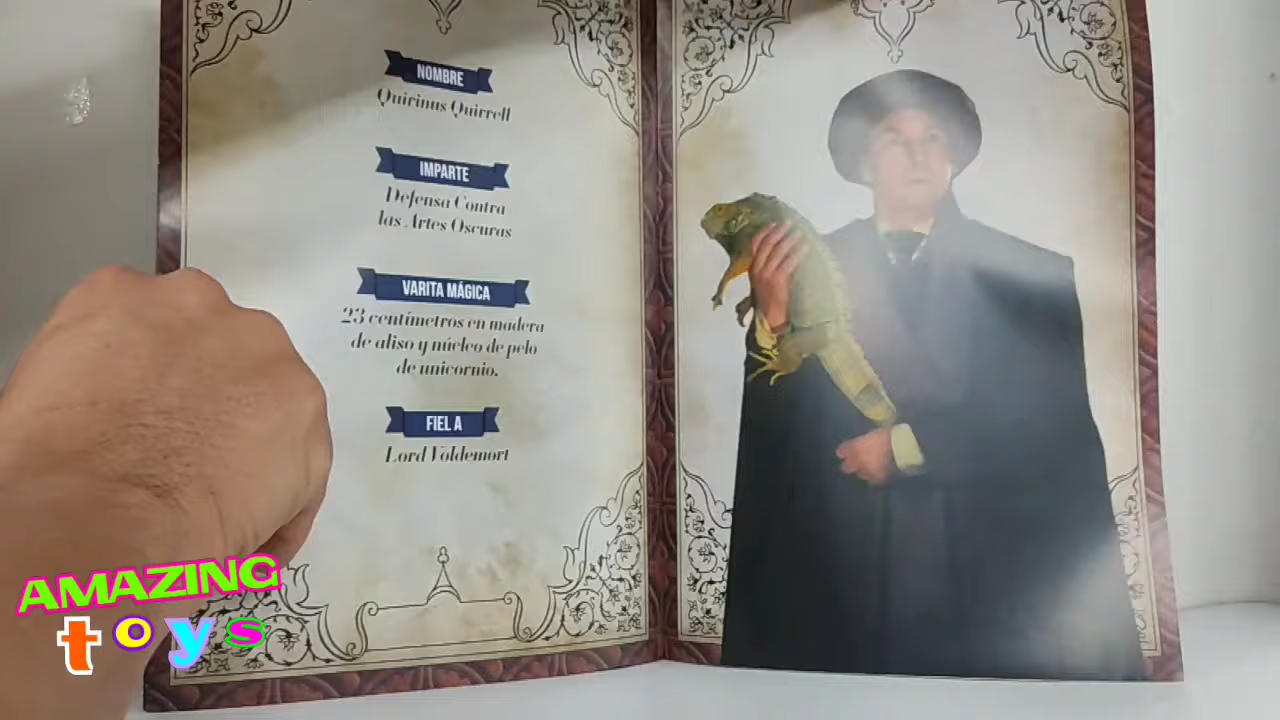 NOMBRE
Quirinus Quirrell
IMPARTE
Defensa Contra
las Artes Oscuras
VARITA MÁGICA
23 centímetros en madera
de aliso y núcleo de pelo
de unicornio.
FIEL A
Lord Voldemort
AMAZING
toys